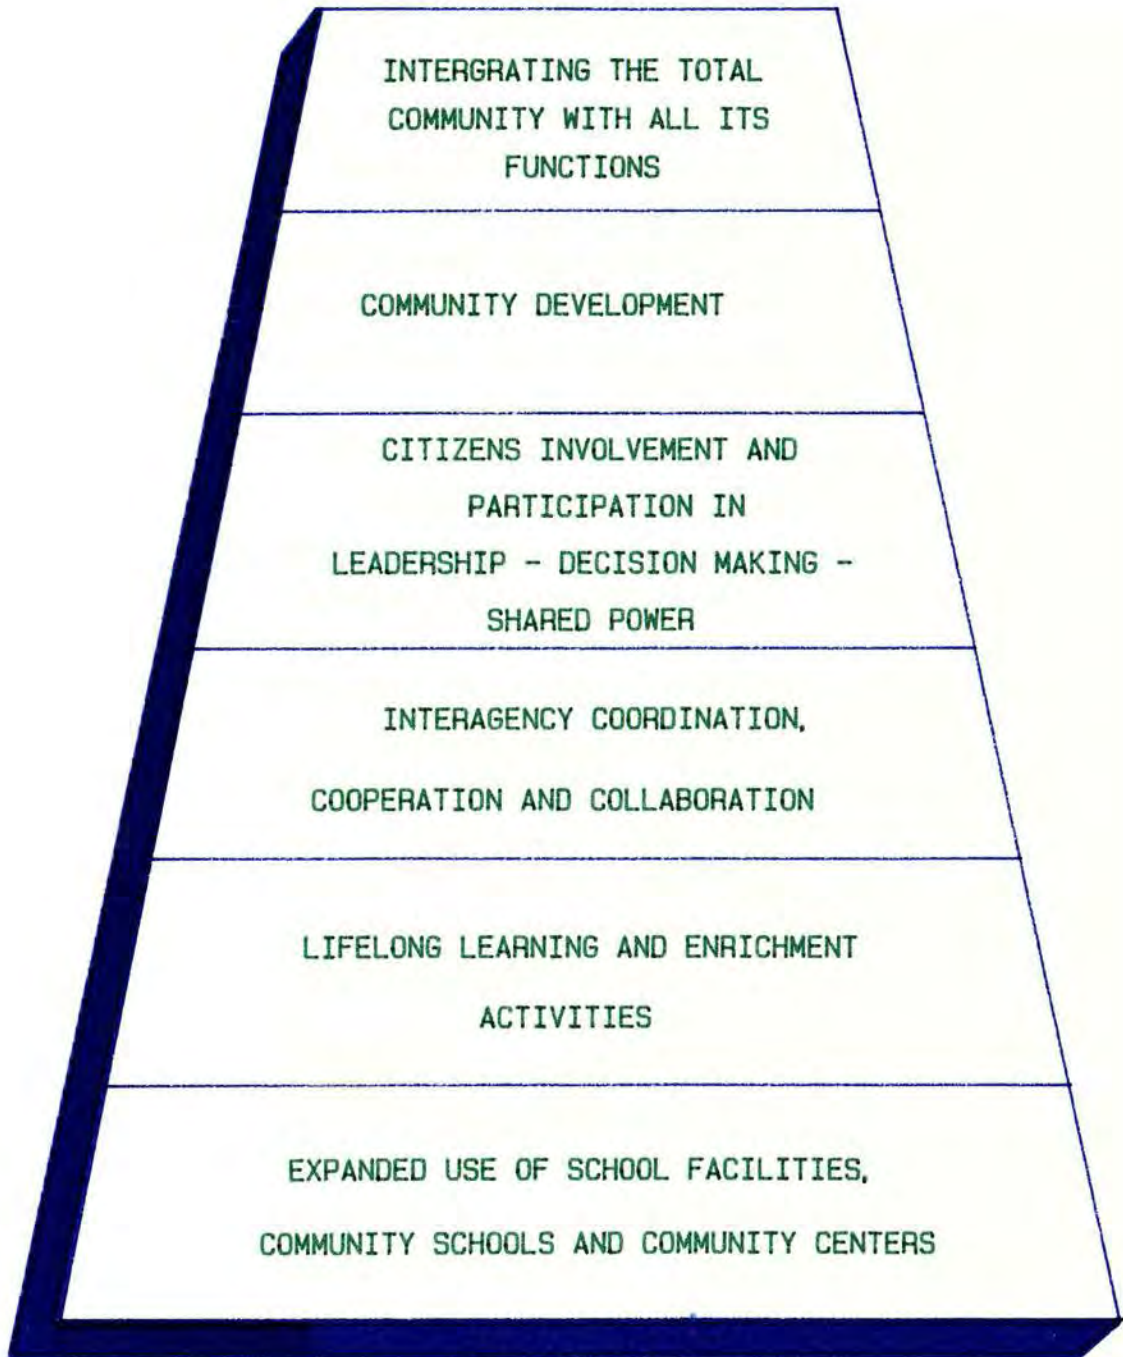 INTERGRATING THE TOTAL
COMMUNITY WITH ALL ITS
FUNCTIONS
COMMUNITY DEVELOPMENT
CITIZENS INVOLVEMENT AND
PARTICIPATION IN
LEADERSHIP - DECISION MAKING -
SHARED POWER
INTERAGENCY COORDINATION,
COOPERATION AND COLLABORATION
LIFELONG LEARNING AND ENRICHMENT
ACTIVITIES
EXPANDED USE OF SCHOOL FACILITIES,
COMMUNITY SCHOOLS AND COMMUNITY CENTERS